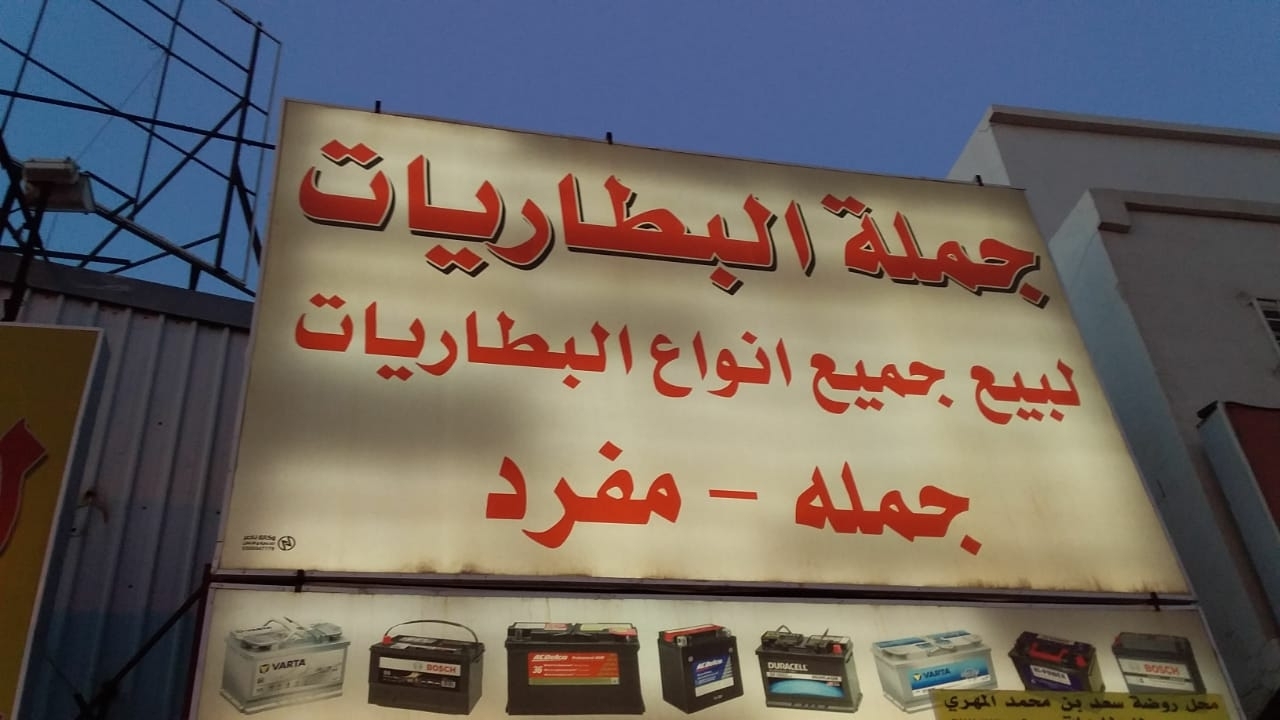 جملة البطاريات
لبيع جميع انواع البطاريات
جمله - مفرد
VARTA
BOSCH
ACDelco
ACDelco
DURACELL
VARTA
BOSCH
محل روضة سعد بن محمد المهري